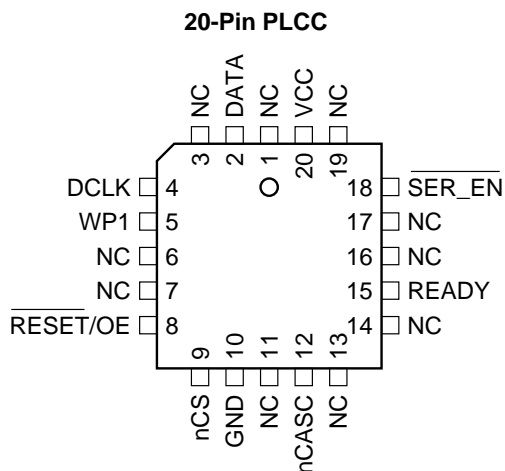 20-Pin PLCC
NC
DATA
NC
VCC
NC
3
2
1
20
19
DCLK 4
WP1 5
NC 6
NC 7
RESET/OE 8
18 SER_EN
17 NC
16 NC
15 READY
14 NC
9
10
11
12
13
nCS
GND
NC
nCASC
NC